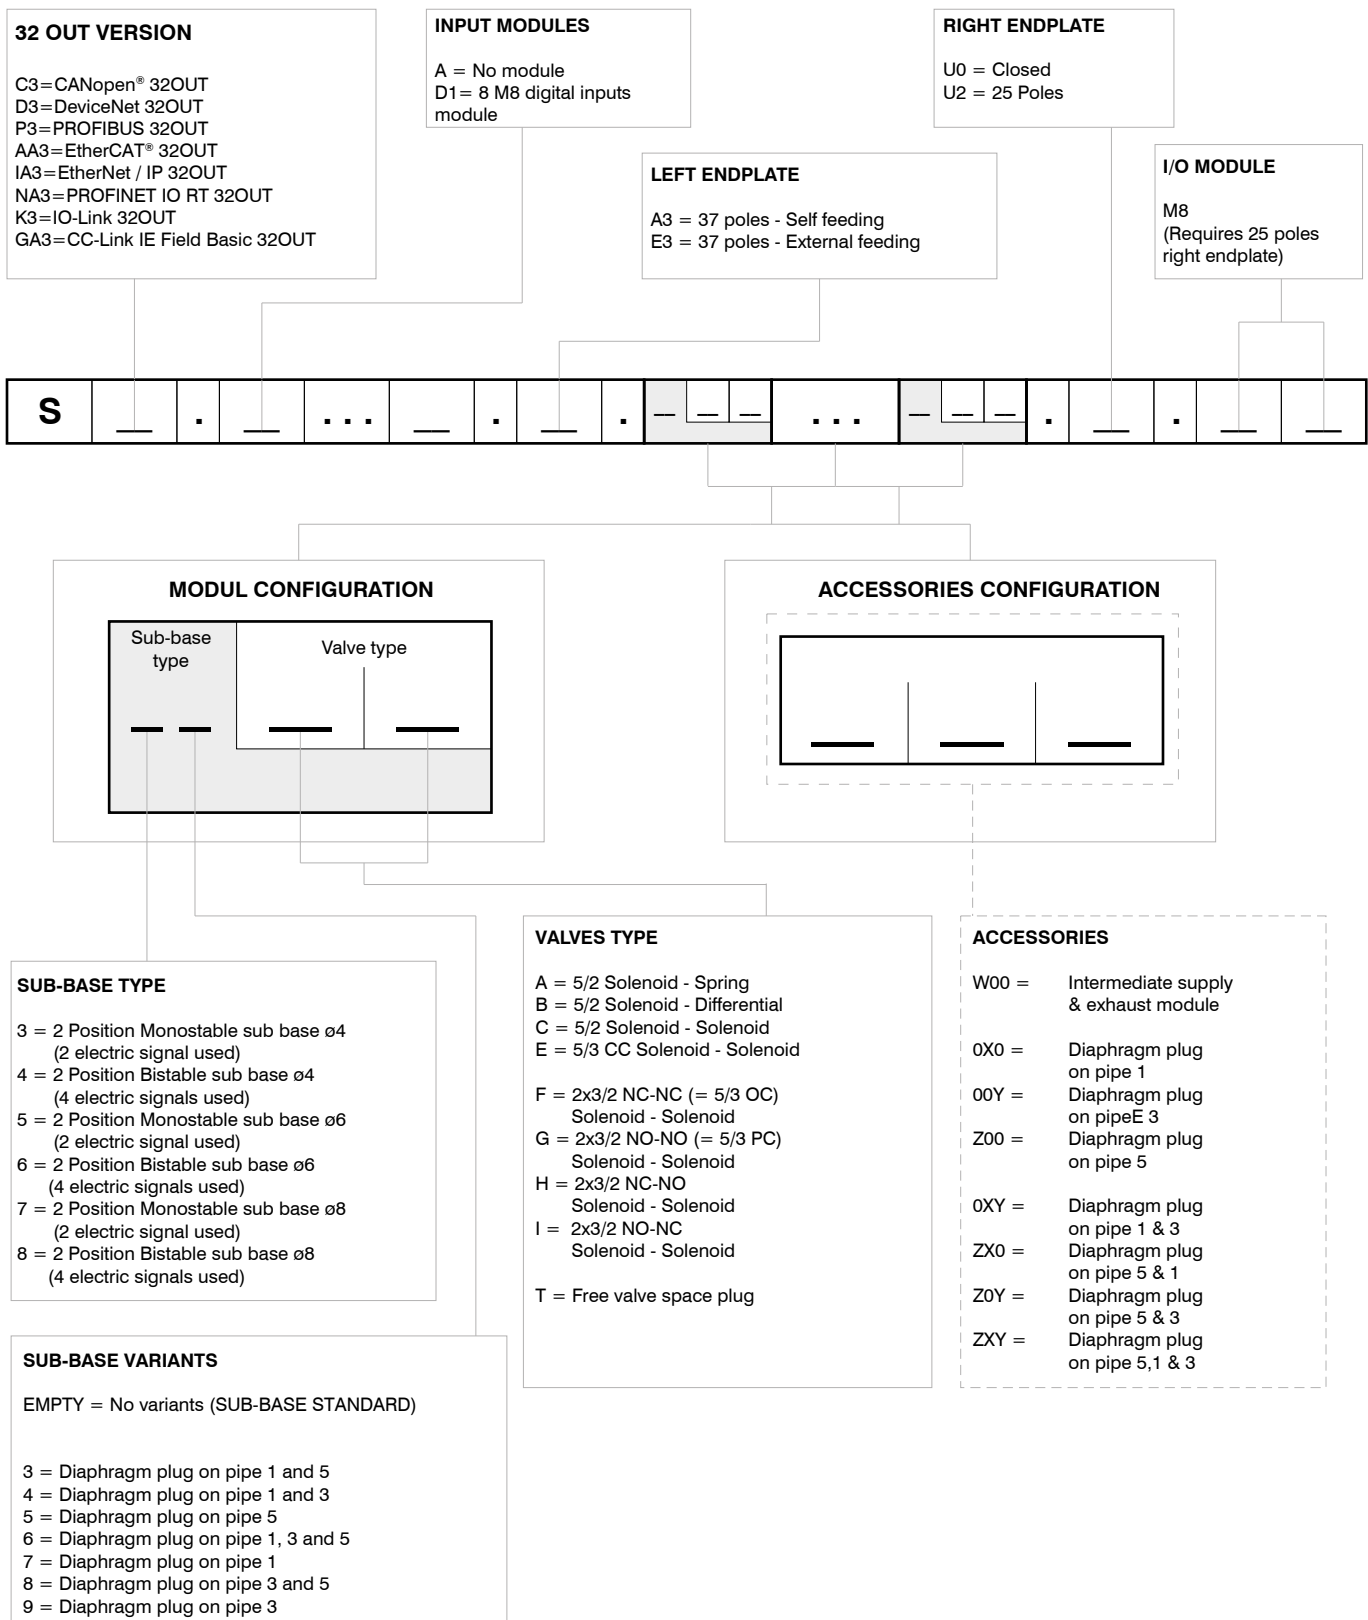 32 OUT VERSION
C3=CANopen® 32OUT
D3=DeviceNet 32OUT
P3=PROFIBUS 32OUT
AA3=EtherCAT® 32OUT
IA3=EtherNet / IP 32OUT
NA3=PROFINET IO RT 32OUT
K3=IO-Link 32OUT
GA3=CC-Link IE Field Basic 32OUT
INPUT MODULES
A = No module
D1= 8 M8 digital inputs
module
LEFT ENDPLATE
A3 = 37 poles - Self feeding
E3 = 37 poles - External feeding
RIGHT ENDPLATE
U0 = Closed
U2 = 25 Poles
I/O MODULE
M8
(Requires 25 poles
right endplate)
S __ . __ ... __ . __ . __ __ __ ... __ __ __ . __ . __ __
MODUL CONFIGURATION
Sub-base
type
Valve type
ACCESSORIES CONFIGURATION
SUB-BASE TYPE
3 = 2 Position Monostable sub base ø4
(2 electric signal used)
4 = 2 Position Bistable sub base ø4
(4 electric signals used)
5 = 2 Position Monostable sub base ø6
(2 electric signal used)
6 = 2 Position Bistable sub base ø6
(4 electric signals used)
7 = 2 Position Monostable sub base ø8
(2 electric signal used)
8 = 2 Position Bistable sub base ø8
(4 electric signals used)
SUB-BASE VARIANTS
EMPTY = No variants (SUB-BASE STANDARD)
3 = Diaphragm plug on pipe 1 and 5
4 = Diaphragm plug on pipe 1 and 3
5 = Diaphragm plug on pipe 5
6 = Diaphragm plug on pipe 1, 3 and 5
7 = Diaphragm plug on pipe 1
8 = Diaphragm plug on pipe 3 and 5
9 = Diaphragm plug on pipe 3
VALVES TYPE
A = 5/2 Solenoid - Spring
B = 5/2 Solenoid - Differential
C = 5/2 Solenoid - Solenoid
E = 5/3 CC Solenoid - Solenoid
F = 2x3/2 NC-NC (= 5/3 OC)
Solenoid - Solenoid
G = 2x3/2 NO-NO (= 5/3 PC)
Solenoid - Solenoid
H = 2x3/2 NC-NO
Solenoid - Solenoid
I = 2x3/2 NO-NC
Solenoid - Solenoid
T = Free valve space plug
ACCESSORIES
W00 = Intermediate supply
& exhaust module
0X0 = Diaphragm plug
on pipe 1
00Y = Diaphragm plug
on pipeE 3
Z00 = Diaphragm plug
on pipe 5
0XY = Diaphragm plug
on pipe 1 & 3
ZX0 = Diaphragm plug
on pipe 5 & 1
Z0Y = Diaphragm plug
on pipe 5 & 3
ZXY = Diaphragm plug
on pipe 5,1 & 3